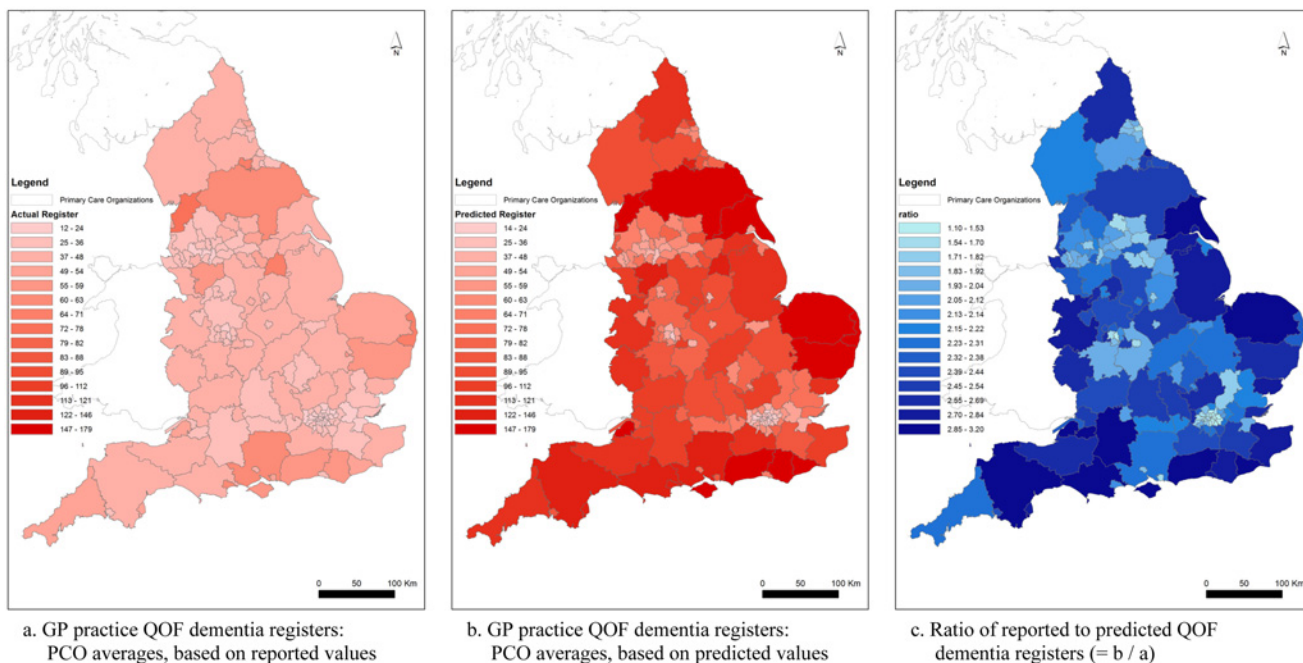 N
Legend
Primary Care Organizations
Actual Register
12 - 24
25 - 36
37 - 48
49 - 54
55 - 59
60 - 63
64 - 71
72 - 78
79 - 82
83 - 88
89 - 95
96 - 112
113 - 121
122 - 146
147 - 179
0 50 100 Km
a. GP practice QOF dementia registers:
PCO averages, based on reported values
N
Legend
Primary Care Organizations
Predicted Register
14 - 24
25 - 36
37 - 48
49 - 54
55 - 59
60 - 63
64 - 71
72 - 78
79 - 82
83 - 88
89 - 95
96 - 112
113 - 121
122 - 146
147 - 179
0 50 100 Km
b. GP practice QOF dementia registers:
PCO averages, based on predicted values
N
Legend
Primary Care Organizations
ratio
1.10 - 1.53
1.54 - 1.70
1.71 - 1.82
1.83 - 1.92
1.93 - 2.04
2.05 - 2.12
2.13 - 2.14
2.15 - 2.22
2.23 - 2.31
2.32 - 2.38
2.39 - 2.44
2.45 - 2.54
2.55 - 2.69
2.70 - 2.84
2.85 - 3.20
0 50 100 Km
c. Ratio of reported to predicted QOF
dementia registers (= b / a)